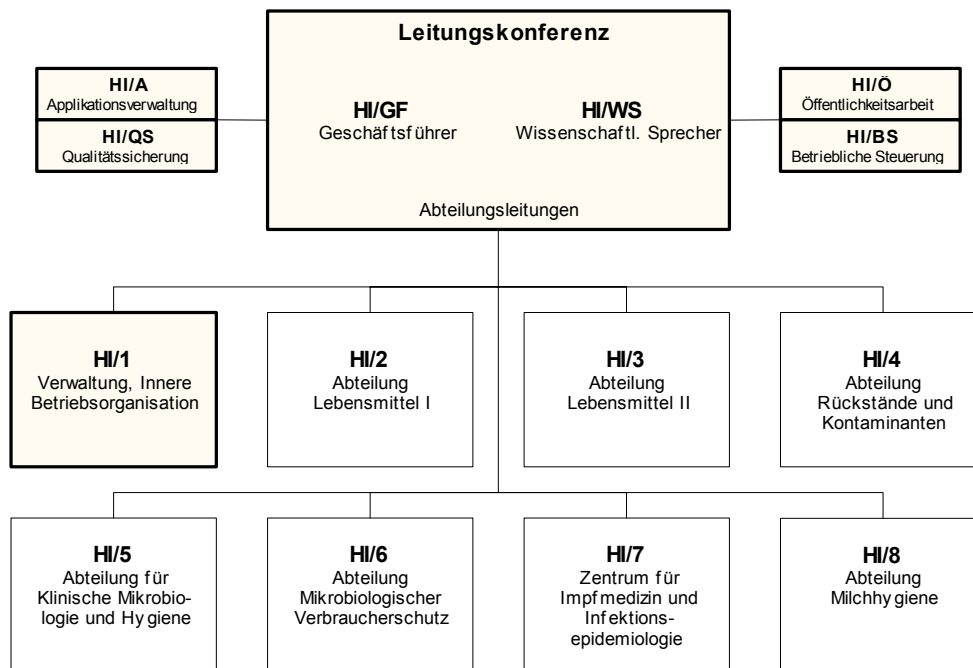 Leitungskonferenz
HI/A
Applikationsverwaltung
HI/QS
Qualitätssicherung
HI/GF
Geschäftsführer
HI/WS
Wissenschaftl. Sprecher
Abteilungsleitungen
HI/Ö
Öffentlichkeitsarbeit
HI/BS
Betriebliche Steuerung
HI/1
Verwaltung, Innere
Betriebsorganisation
HI/2
Abteilung
Lebensmittel I
HI/3
Abteilung
Lebensmittel II
HI/4
Abteilung
Rückstände und
Kontaminanten
HI/5
Abteilung für
Klinische Mikrobio-
logie und Hygiene
HI/6
Abteilung
Mikrobiologischer
Verbraucherschutz
HI/7
Zentrum für
Impfmedizin und
Infektions-
epidemiologie
HI/8
Abteilung
Milchhygiene